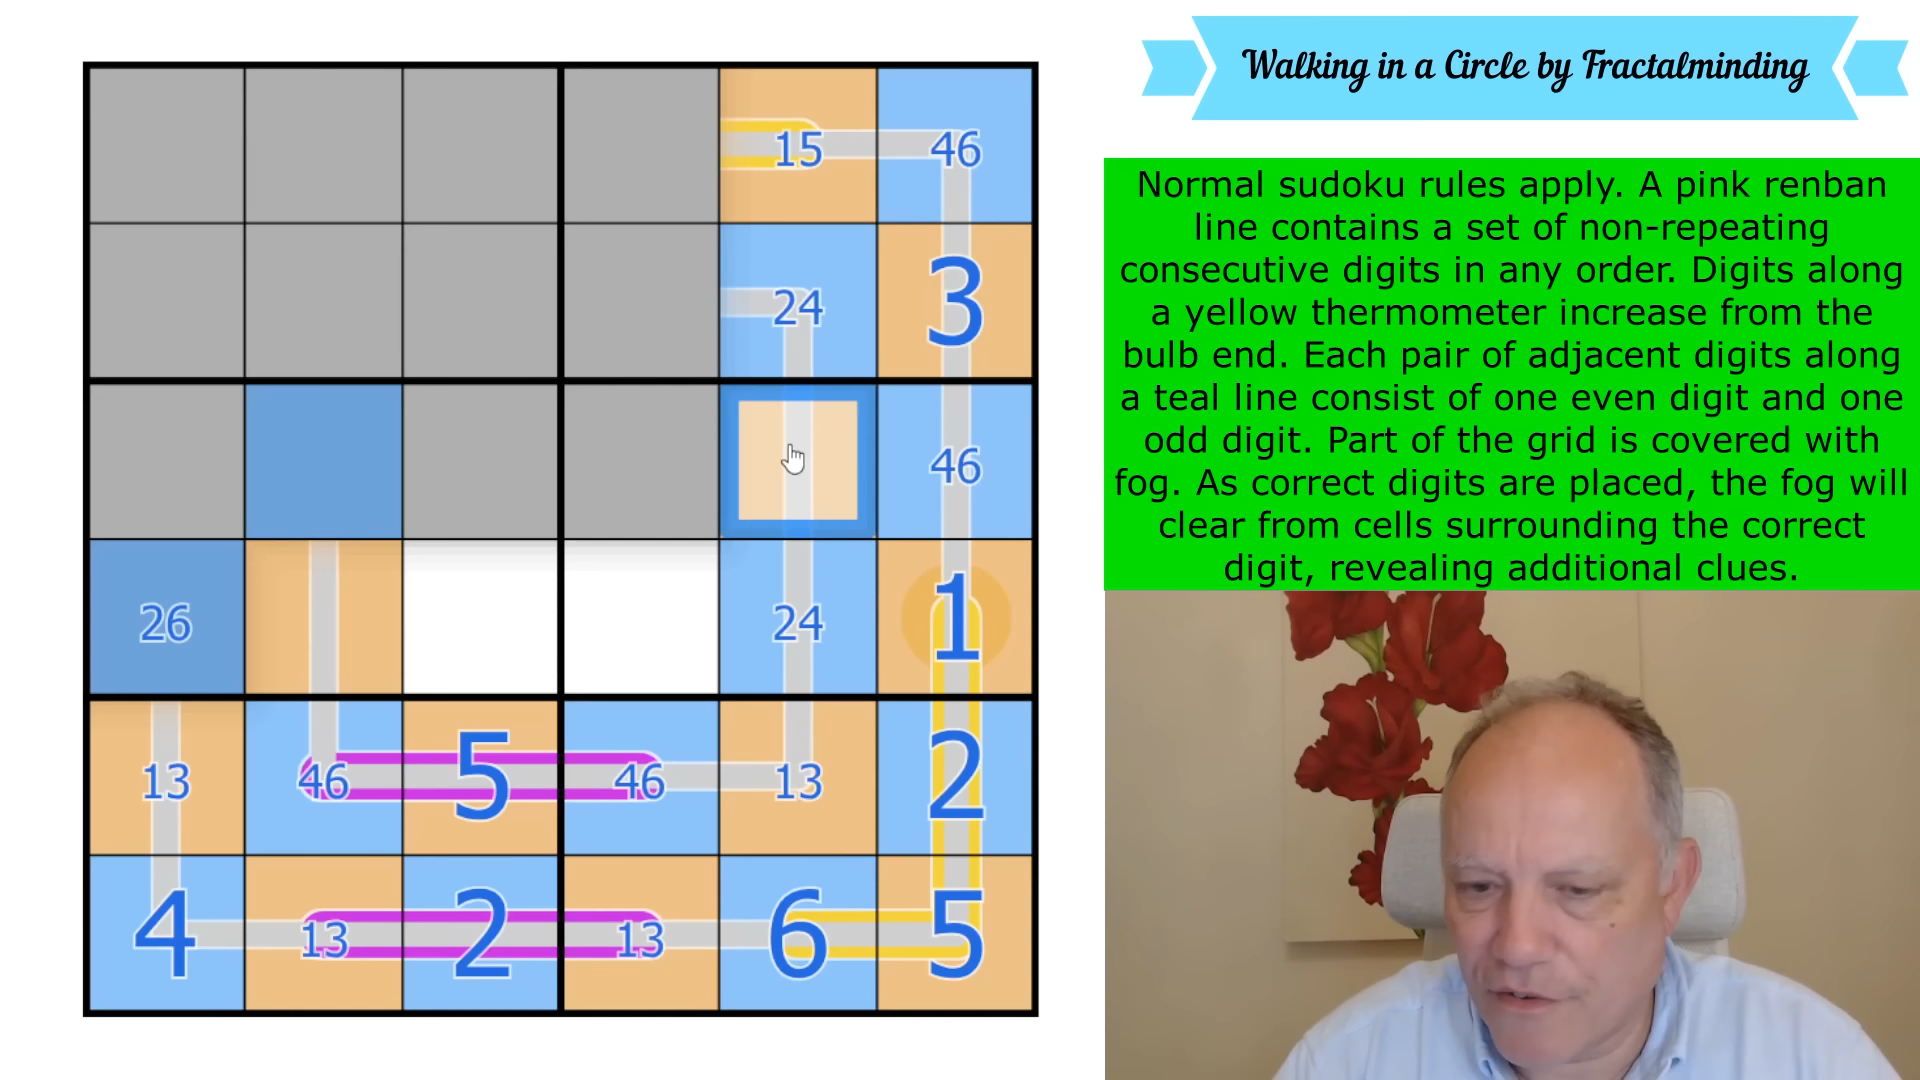 Walking in a Circle by Fractalminding
Normal sudoku rules apply. A pink renban
line contains a set of non-repeating
consecutive digits in any order. Digits along
a yellow thermometer increase from the
bulb end. Each pair of adjacent digits along
a teal line consist of one even digit and one
odd digit. Part of the grid is covered with
fog. As correct digits are placed, the fog will
clear from cells surrounding the correct
digit, revealing additional clues.
15 46
24 3
46
26 24 1
13 46 5 46 13 2
4 13 2 13 6 5